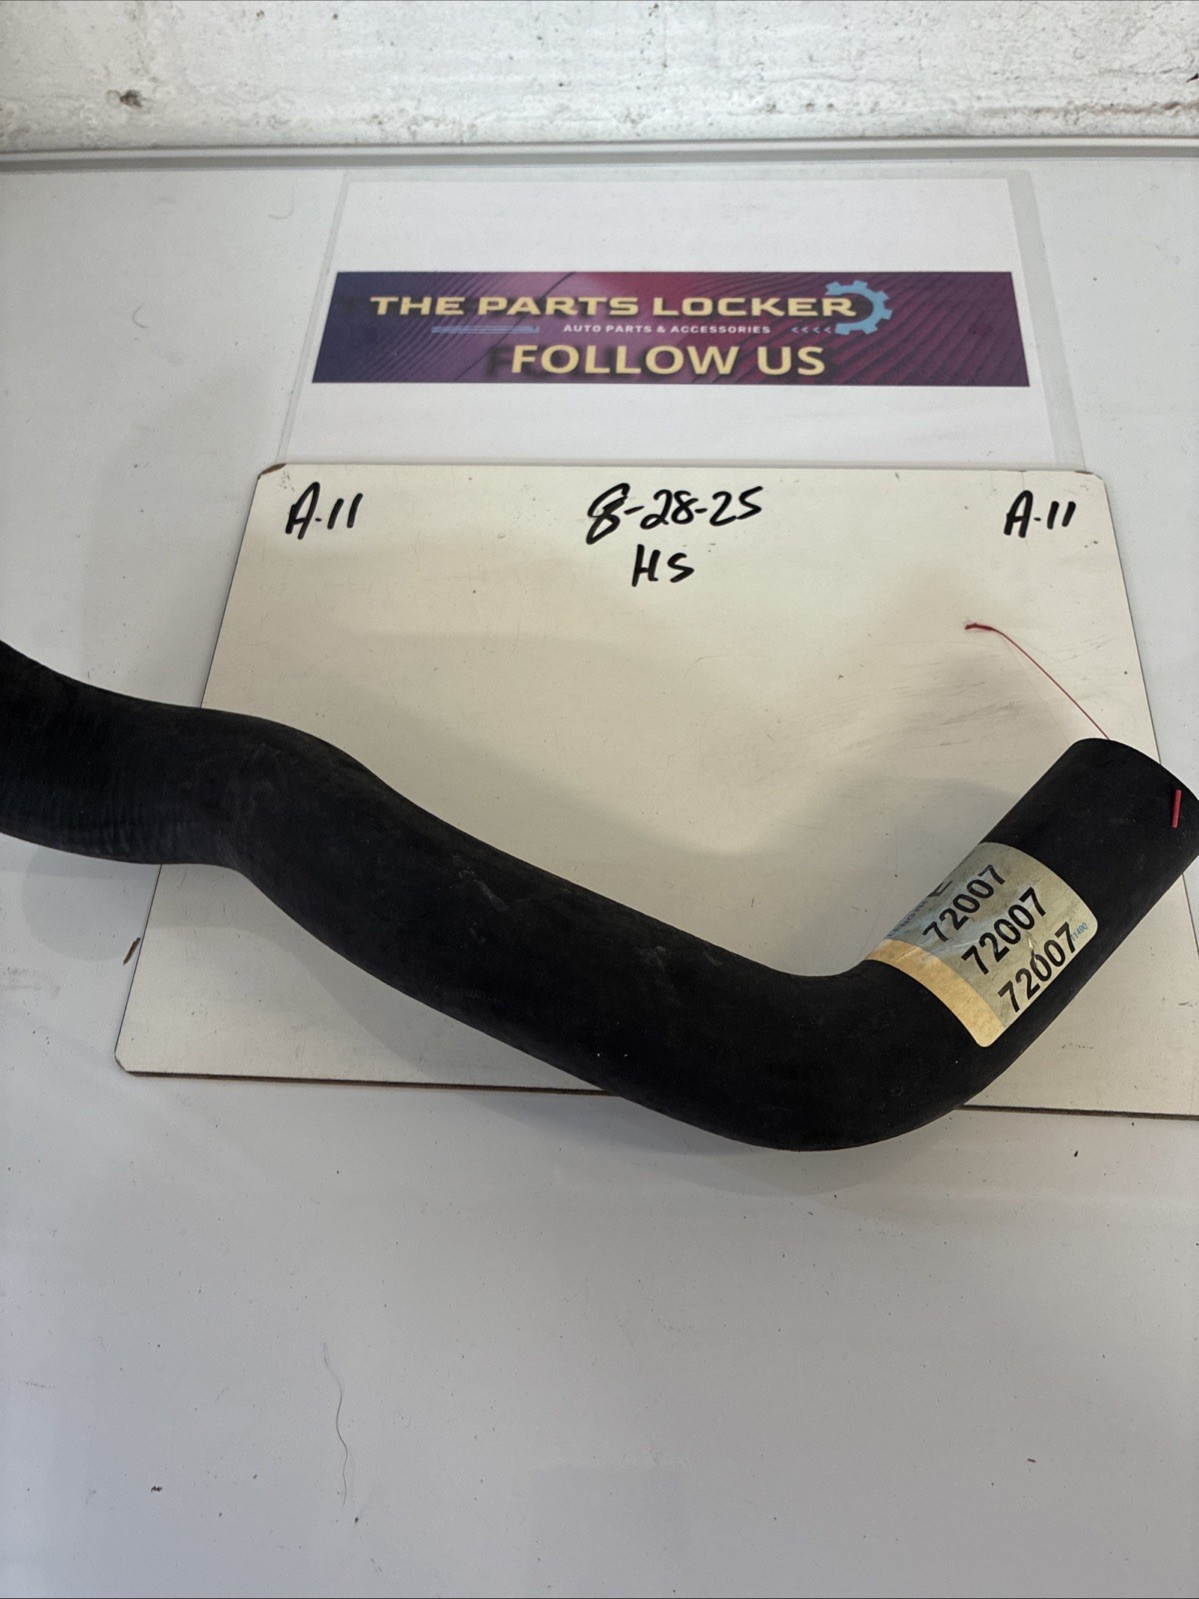 THE PARTS LOCKER
AUTO PARTS & ACCESSORIES <<<<
FOLLOW US
A-11
8-28-25
A-11
HS
72007
72007
72007